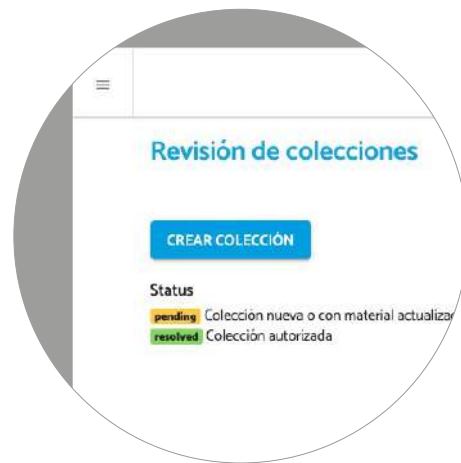 Revisión de colecciones
CREAR COLECCIÓN
Status
pending Colección nueva o con material
resolved Colección autorizada